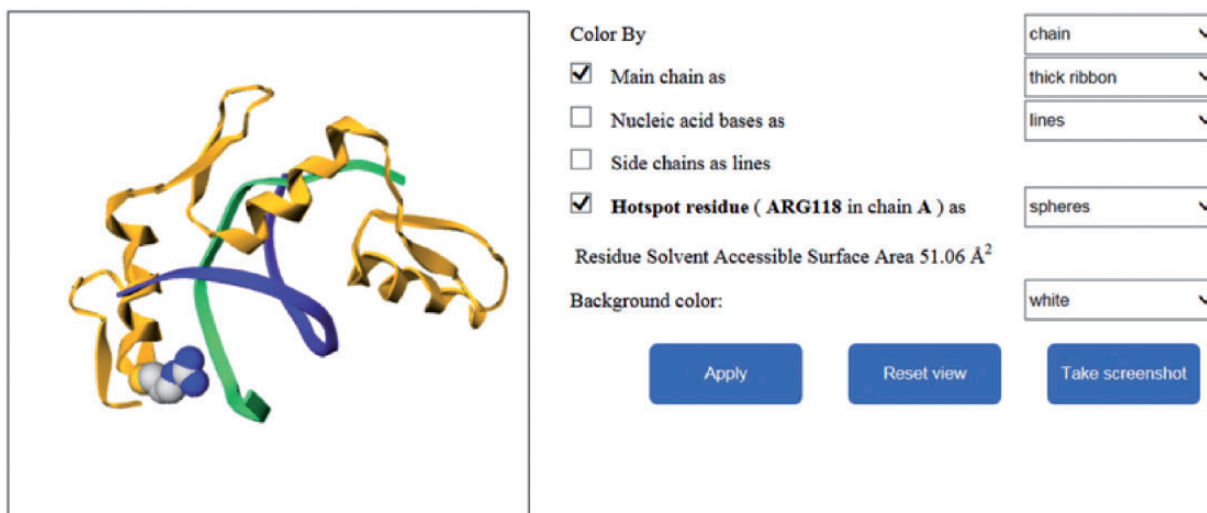 Color By
chain
Main chain as
thick ribbon
Nucleic acid bases as
lines
Side chains as lines
Hotspot residue ( ARG118 in chain A ) as
spheres
Residue Solvent Accessible Surface Area 51.06 Å²
Background color:
white
Apply
Reset view
Take screenshot